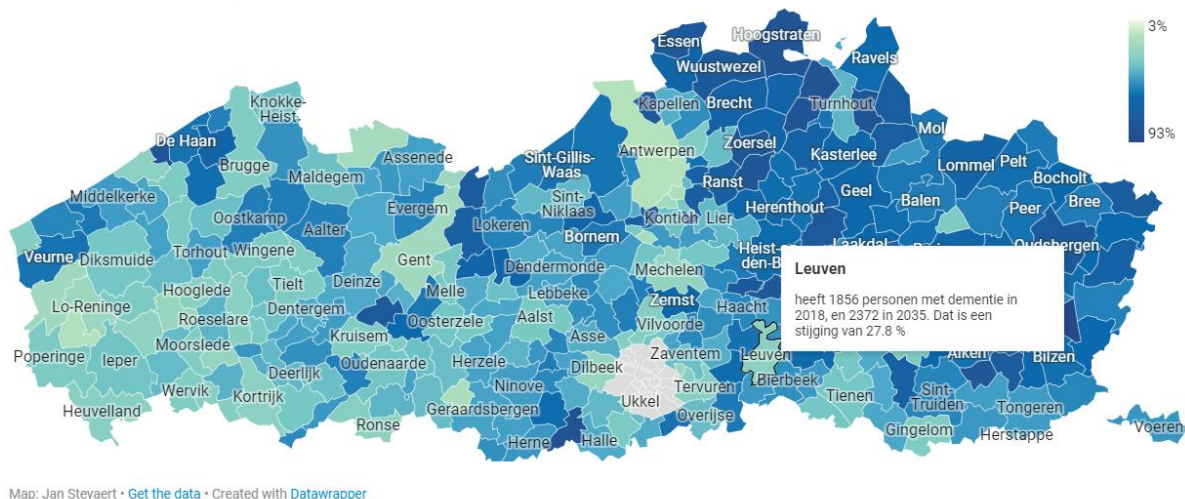 3%
93%
Essen
Hoogstraten
Ravels
Wuustwezel
Knokke-
Heist
Kapellen
Brecht
Turnhout
De Haan
Brugge
Assenede
Maldegem
Sint-Gillis-
Waas
Antwerpen
Zoersel
Mol
Kasterlee
Lommel
Pelt
Bocholt
Middelkerke
Oostkamp
Evergem
Sint-
Niklaas
Ranst
Geel
Balen
Peer
Bree
Aalter
Lokeren
Kontich
Lier
Herenthout
Bornem
Veurne
Diksmuide
Torhout
Wingene
Gent
Dendermonde
Mechelen
Heist-
den-B
Laakdal
Oudsbergen
Lo-Reninge
Hooglede
Tielt
Deinze
Melle
Lebbeke
Zemst
Haacht
Leuven
heeft 1856 personen met dementie in
2018, en 2372 in 2035. Dat is een
stijging van 27.8 %
Roeselare
Dentergem
Oosterzele
Aalst
Vilvoorde
Moorslede
Kruisem
Asse
Poperinge
Ieper
Oudenaarde
Herzele
Dilbeek
Zaventem
Leuven
Alken
Bilzen
Deerlijk
Ninove
Tervuren
Bierbeek
Wervik
Kortrijk
Geraardsbergen
Ukkel
Overijse
Tienen
Sint-
Truiden
Tongeren
Heuvelland
Ronse
Herne
Halle
Gingelom
Herstappe
Voeren
Map: Jan Stevaert • Get the data • Created with Datawrapper